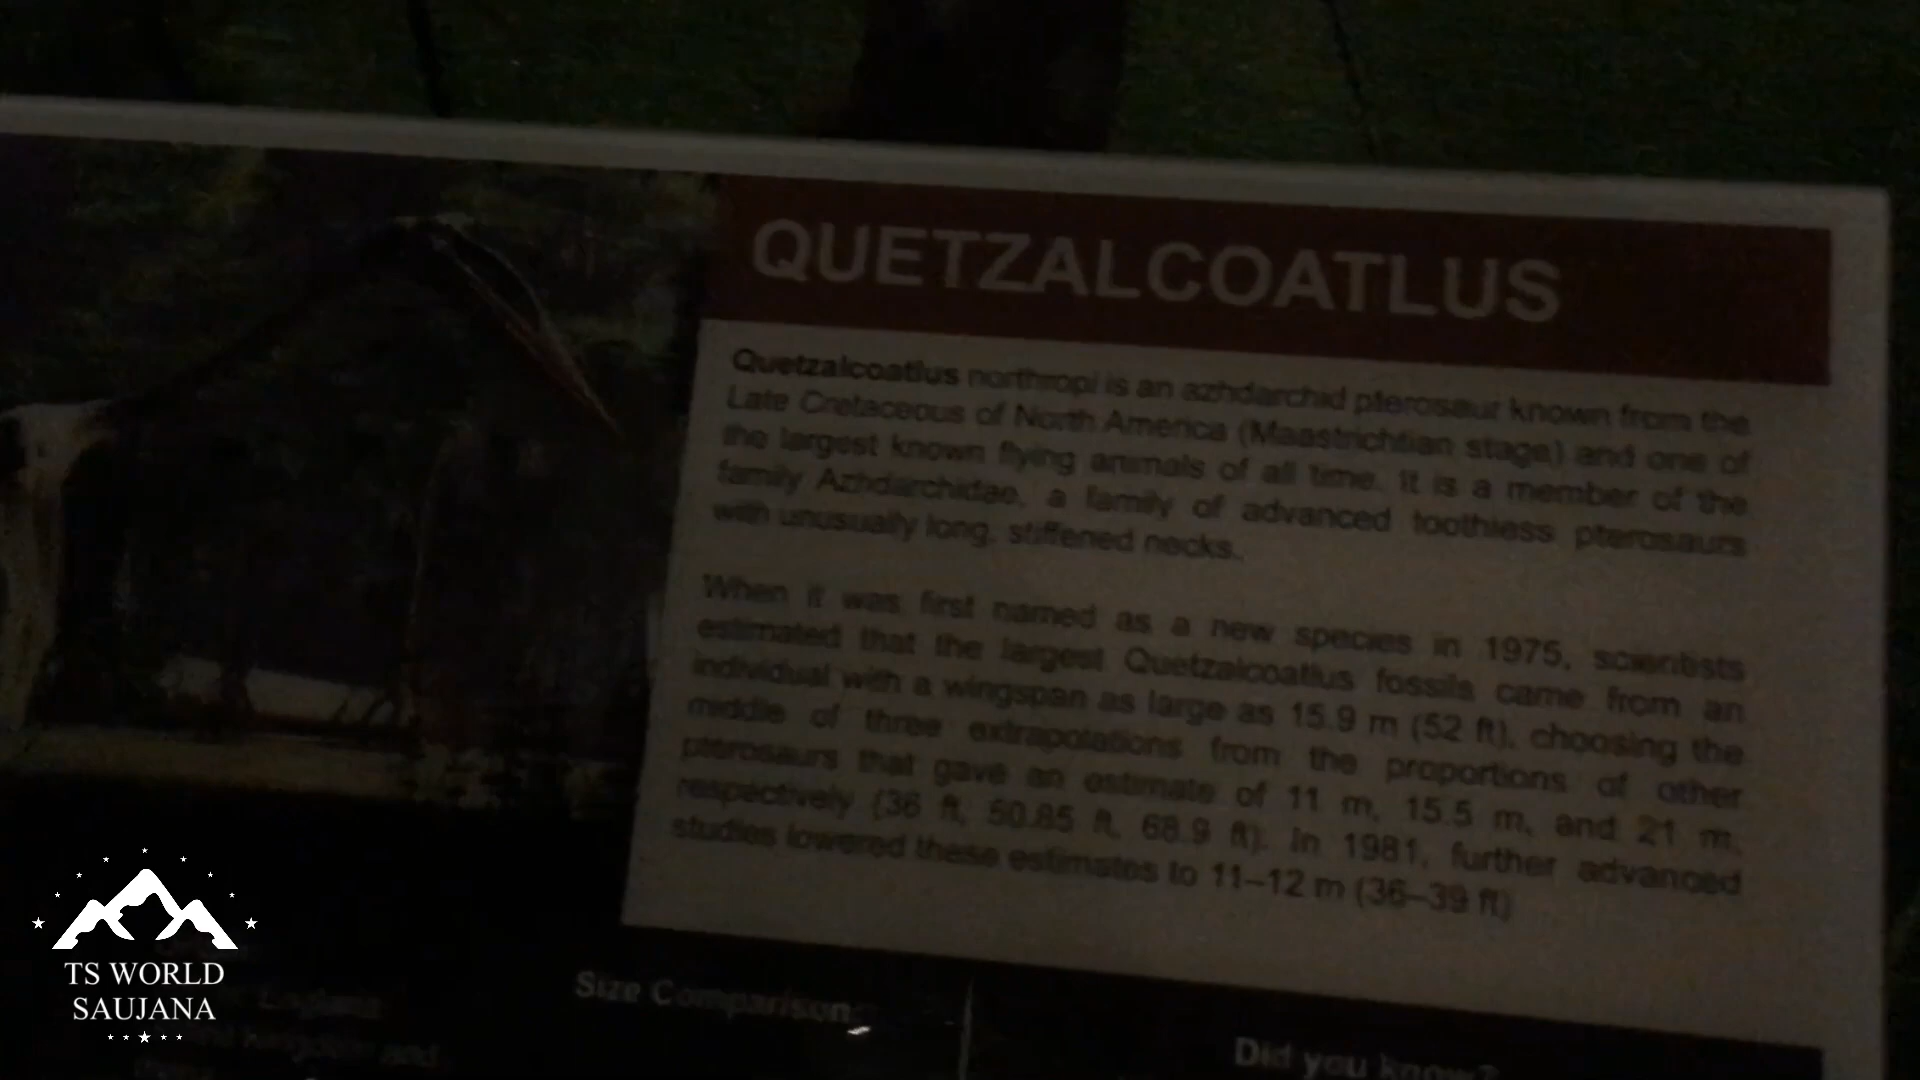 QUETZALCOATLUS
Quetzalcoatlus northropi is an azhdarchid pterosaur known from the
Late Cretaceous of North America (Maastrichtian stage) and one of
the largest known flying animals of all time. It is a member of the
family Azhdarchidae, a family of advanced toothless pterosaurs
with unusually long, stiffened necks.
When it was first named as a new species in 1975, scientists
estimated that the largest Quetzalcoatlus fossils came from an
individual with a wingspan as large as 15.9 m (52 ft), choosing the
middle of three extrapolations from the proportions of other
pterosaurs that gave an estimate of 11 m, 15.5 m, and 21 m,
respectively (36 ft, 50.85 ft, 68.9 ft). In 1981, further advanced
studies lowered these estimates to 11–12 m (36–39 ft)
Size Comparison
Did you know?
TS WORLD
SAUJANA